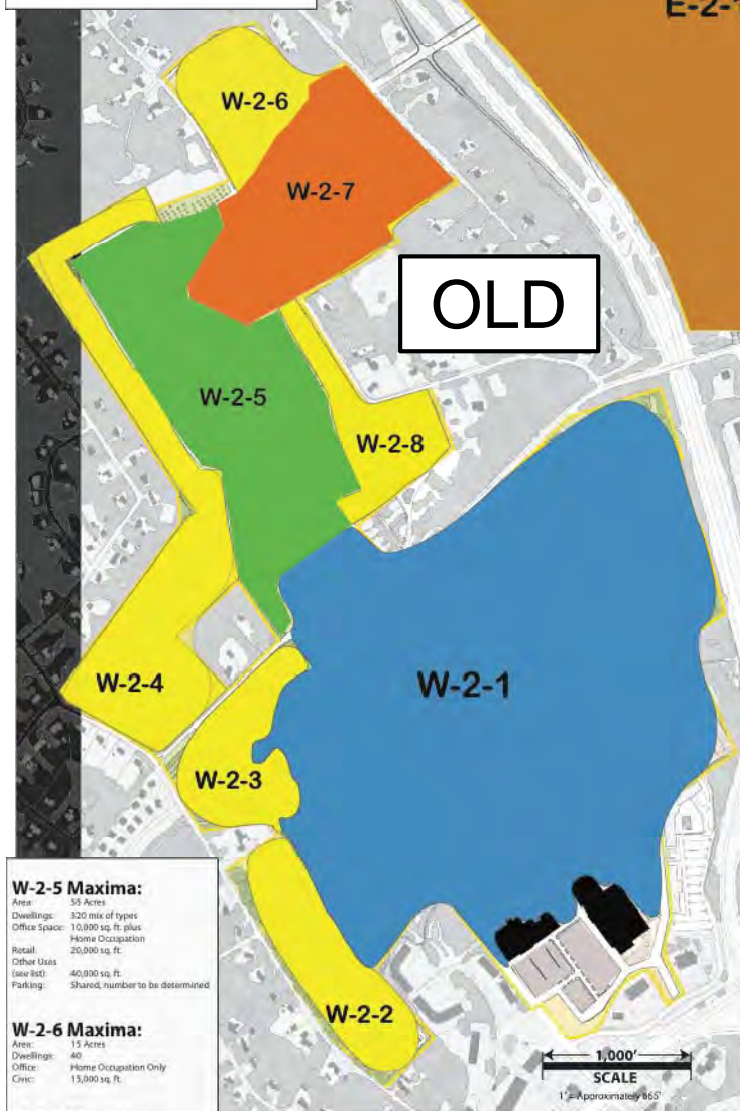 E-2-1
W-2-6
W-2-7
OLD
W-2-5
W-2-8
W-2-1
W-2-4
W-2-3
W-2-2
W-2-5 Maxima:
Area: 55 Acres
Dwellings: 320 mix of types
Office Space: 10,000 sq. ft. plus
Home Occupation
Retail: 20,000 sq. ft.
Other Uses
(see list): 40,000 sq. ft.
Parking: Shared, number to be determined
W-2-6 Maxima:
Area: 15 Acres
Dwellings: 40
Office: Home Occupation Only
Civic: 15,000 sq. ft.
1,000'
SCALE
1" = Approximately 865'